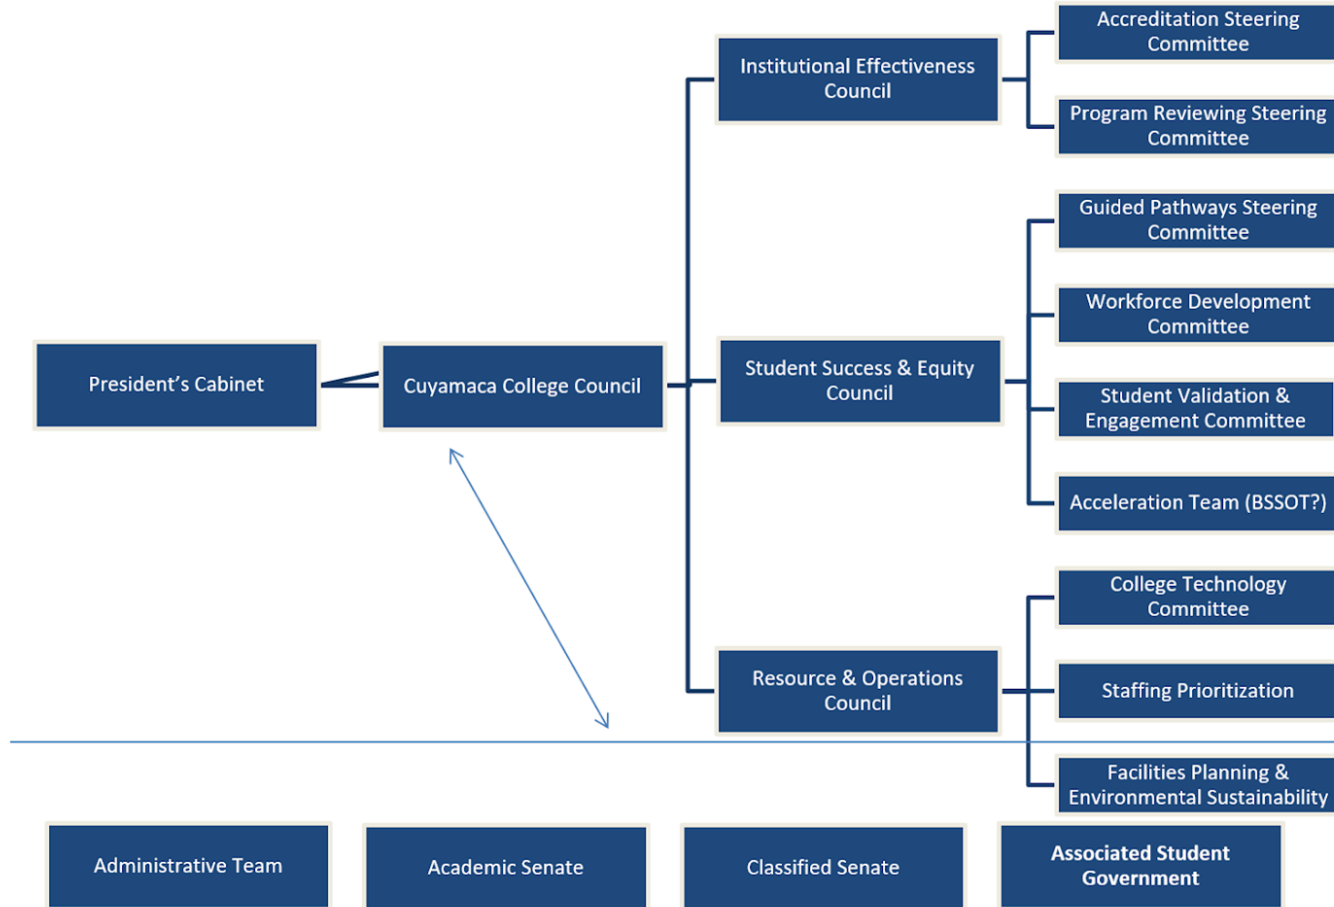 Accreditation Steering
Committee
Institutional Effectiveness
Council
Program Reviewing Steering
Committee
Guided Pathways Steering
Committee
Workforce Development
Committee
President’s Cabinet
Cuyamaca College Council
Student Success & Equity
Council
Student Validation &
Engagement Committee
Acceleration Team (BSSOT?)
College Technology
Committee
Resource & Operations
Council
Staffing Prioritization
Facilities Planning &
Environmental Sustainability
Administrative Team
Academic Senate
Classified Senate
Associated Student
Government